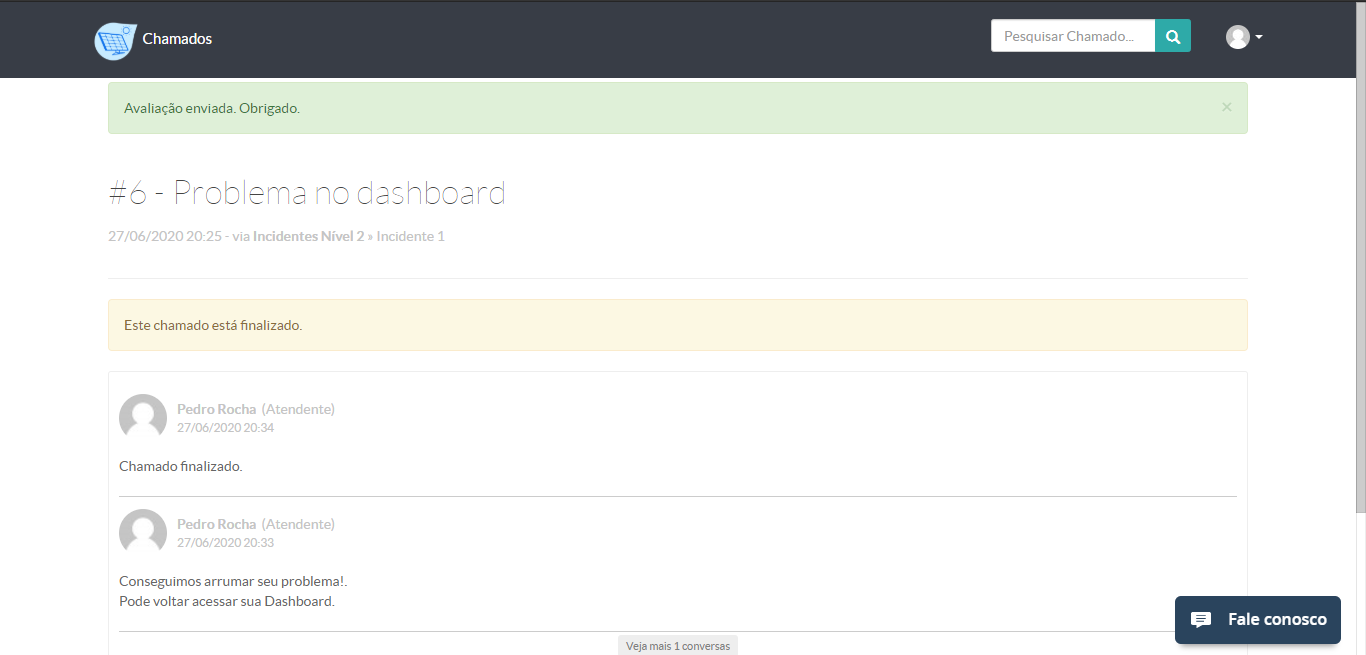 Chamados
Pesquisar Chamado...
Avaliação enviada. Obrigado.
×
#6 - Problema no dashboard
27/06/2020 20:25 - via Incidentes Nível 2 » Incidente 1
Este chamado está finalizado.
Pedro Rocha (Atendente)
27/06/2020 20:34
Chamado finalizado.
Pedro Rocha (Atendente)
27/06/2020 20:33
Conseguimos arrumar seu problema!.
Pode voltar acessar sua Dashboard.
Fale conosco
Veja mais 1 conversas